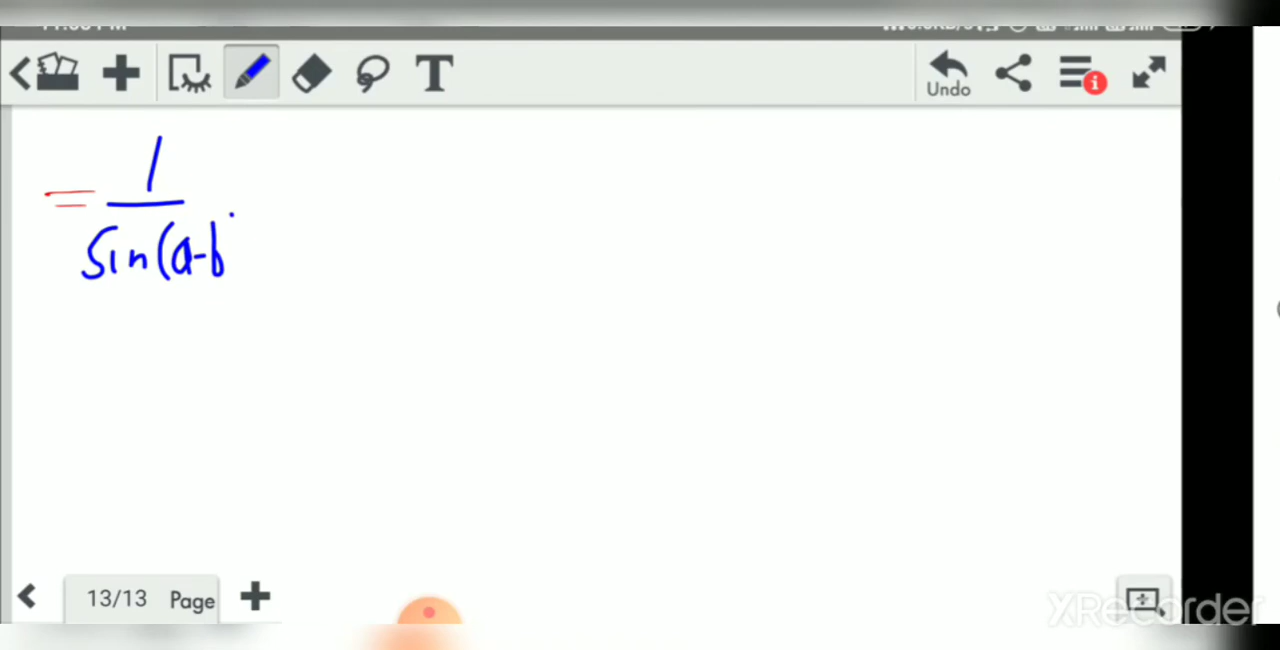 T
Undo
= 1
sin(a-b
13/13 Page
XRecorder